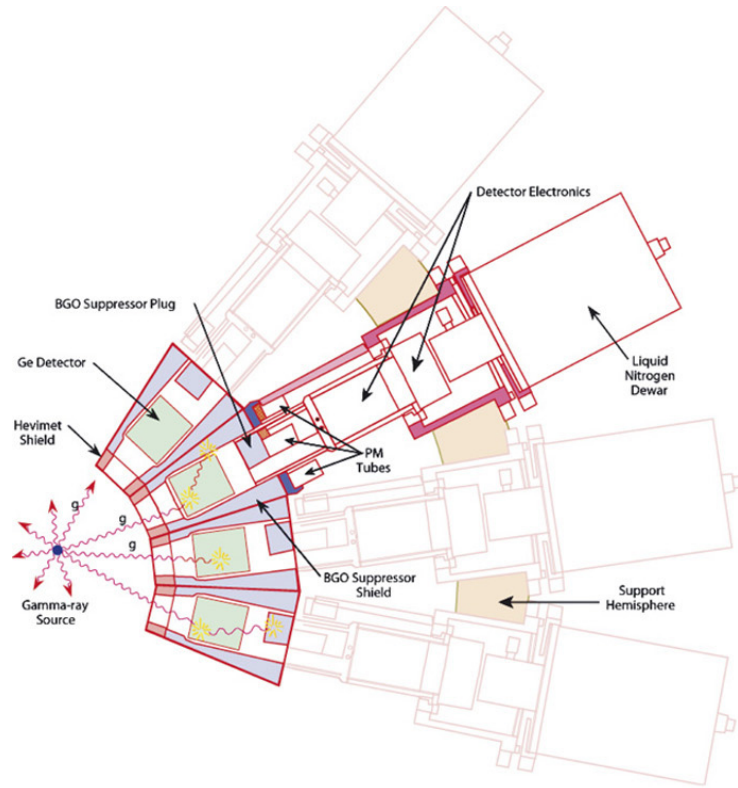 Detector Electronics
BGO Suppressor Plug
Ge Detector
Liquid
Nitrogen
Dewar
Hevimet
Shield
PM
Tubes
g
g
g
BGO Suppressor
Shield
Support
Hemisphere
Gamma-ray
Source